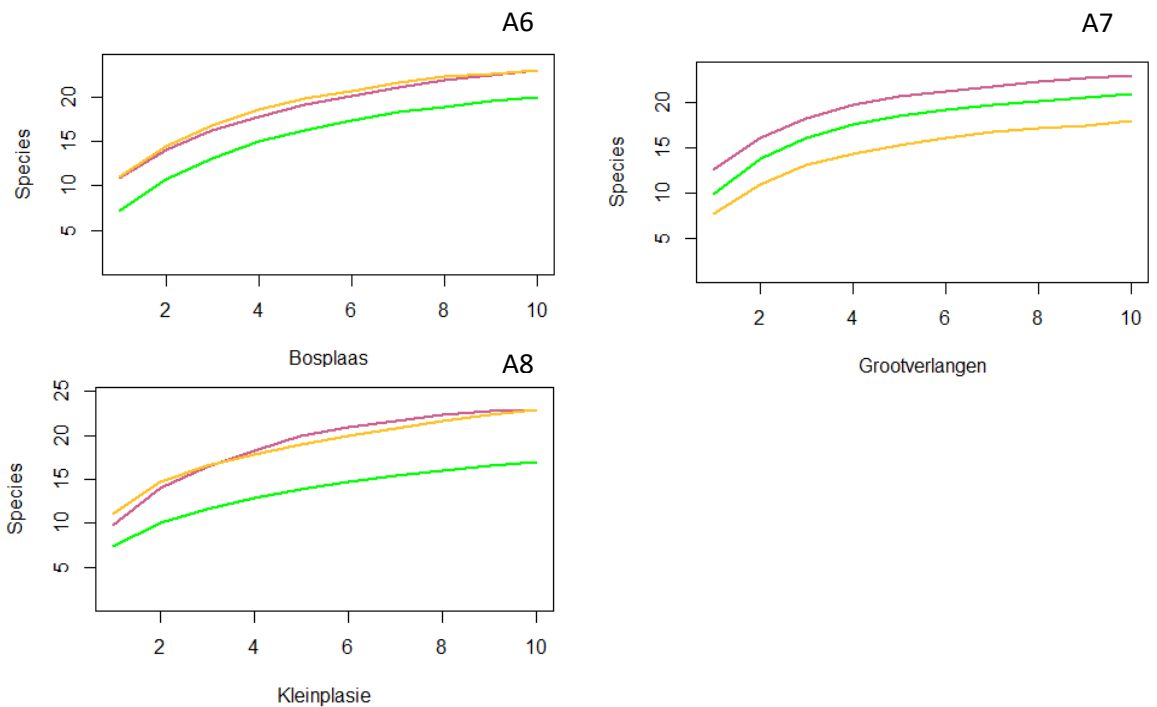 A6
Species
5 10 15 20
2 4 6 8 10
Bosplaas
A7
Species
5 10 15 20
2 4 6 8 10
Grootverlangen
A8
Species
5 10 15 20 25
2 4 6 8 10
Kleinplasie